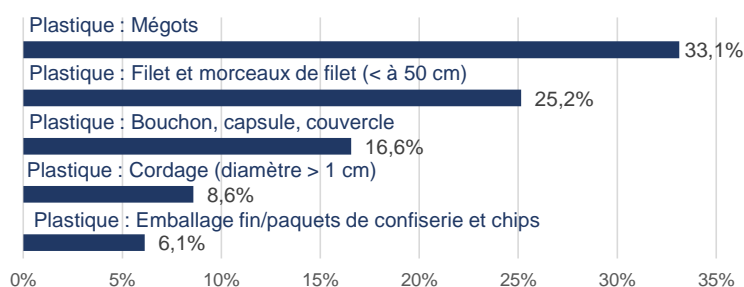 Plastique : Mégots
33,1%
Plastique : Filet et morceaux de filet (< à 50 cm)
25,2%
Plastique : Bouchon, capsule, couvercle
16,6%
Plastique : Cordage (diamètre > 1 cm)
8,6%
Plastique : Emballage fin/paquets de confiserie et chips
6,1%
0% 5% 10% 15% 20% 25% 30% 35%